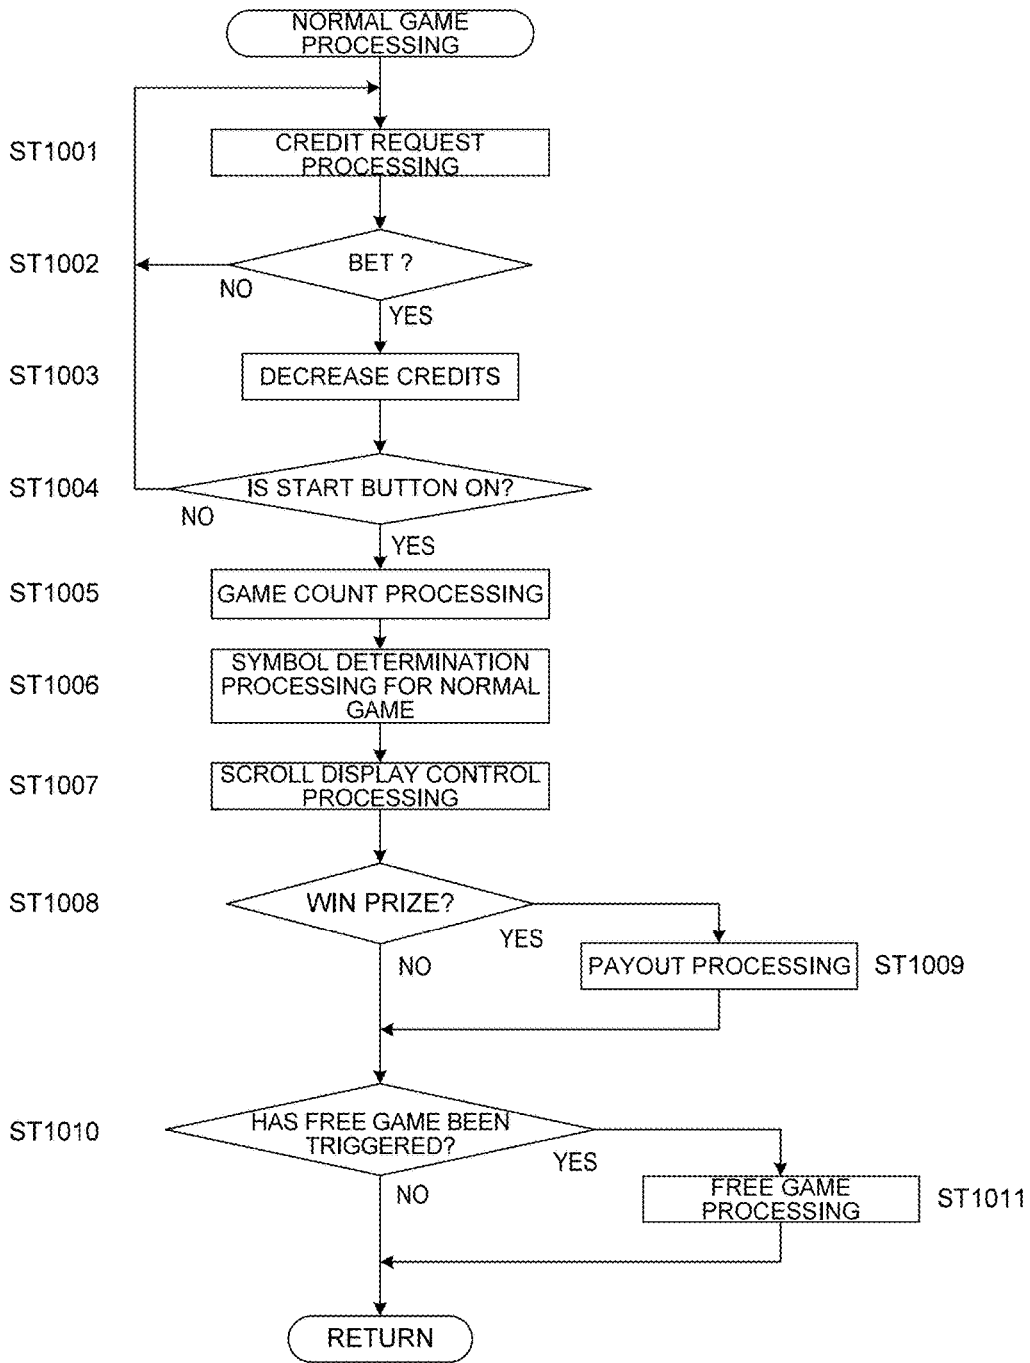 NORMAL GAME
PROCESSING
ST1001
CREDIT REQUEST
PROCESSING
ST1002
BET ?
NO
YES
ST1003
DECREASE CREDITS
ST1004
IS START BUTTON ON?
NO
YES
ST1005
GAME COUNT PROCESSING
ST1006
SYMBOL DETERMINATION
PROCESSING FOR NORMAL
GAME
ST1007
SCROLL DISPLAY CONTROL
PROCESSING
ST1008
WIN PRIZE?
YES
NO
PAYOUT PROCESSING
ST1009
ST1010
HAS FREE GAME BEEN
TRIGGERED?
YES
NO
FREE GAME
PROCESSING
ST1011
RETURN